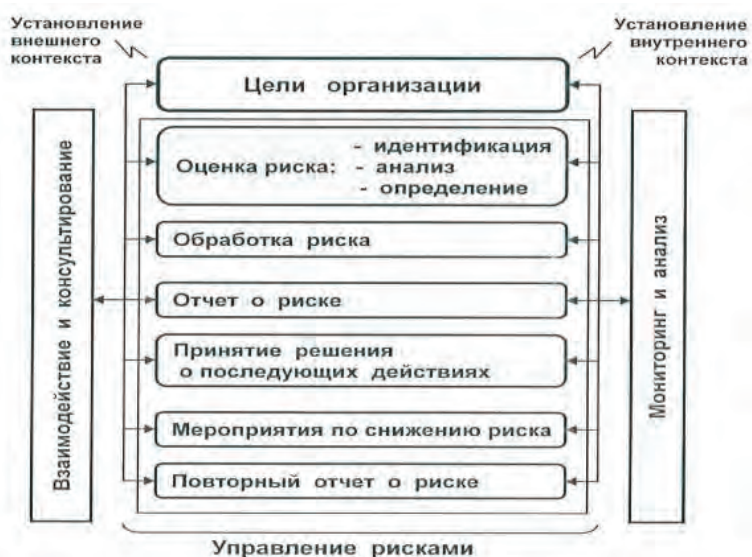 Установление
внешнего
контекста
Установление
внутреннего
контекста
Цели организации
Взаимодействие и консультирование
Оценка риска: - идентификация
- анализ
- определение
Обработка риска
Отчет о риске
Принятие решения
о последующих действиях
Мероприятия по снижению риска
Повторный отчет о риске
Мониторинг и анализ
Управление рисками